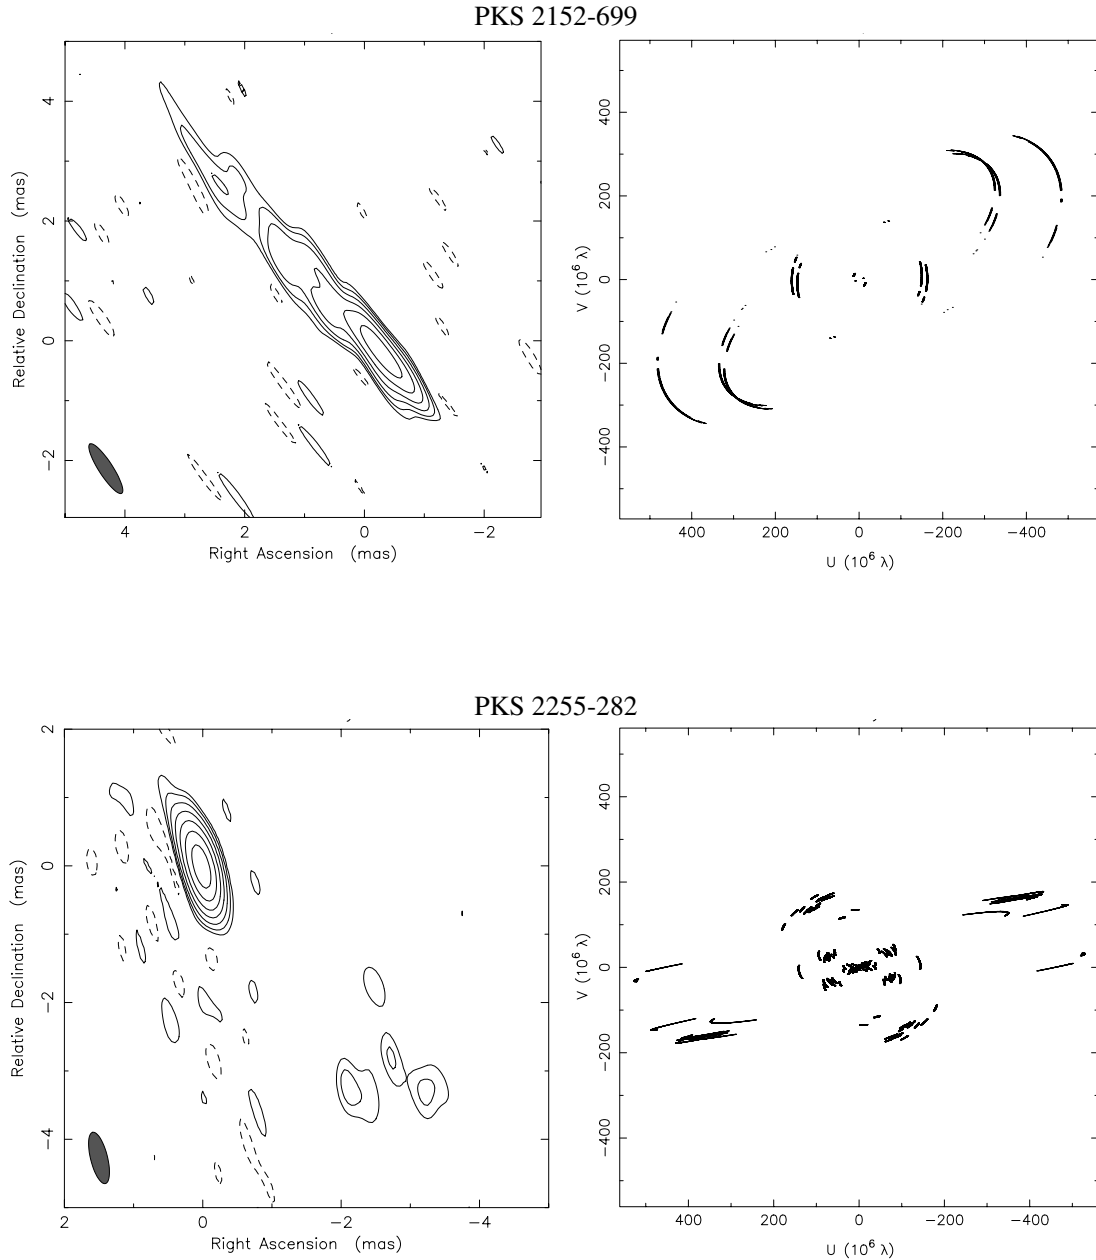 PKS 2152-699
4
2
0
−2
Relative Declination (mas)
4 2 0 −2
Right Ascension (mas)
400
200
0
−200
−400
V (10⁶ λ)
400 200 0 −200 −400
U (10⁶ λ)
PKS 2255-282
2
0
−2
−4
Relative Declination (mas)
2 0 −2 −4
Right Ascension (mas)
400
200
0
−200
−400
V (10⁶ λ)
400 200 0 −200 −400
U (10⁶ λ)